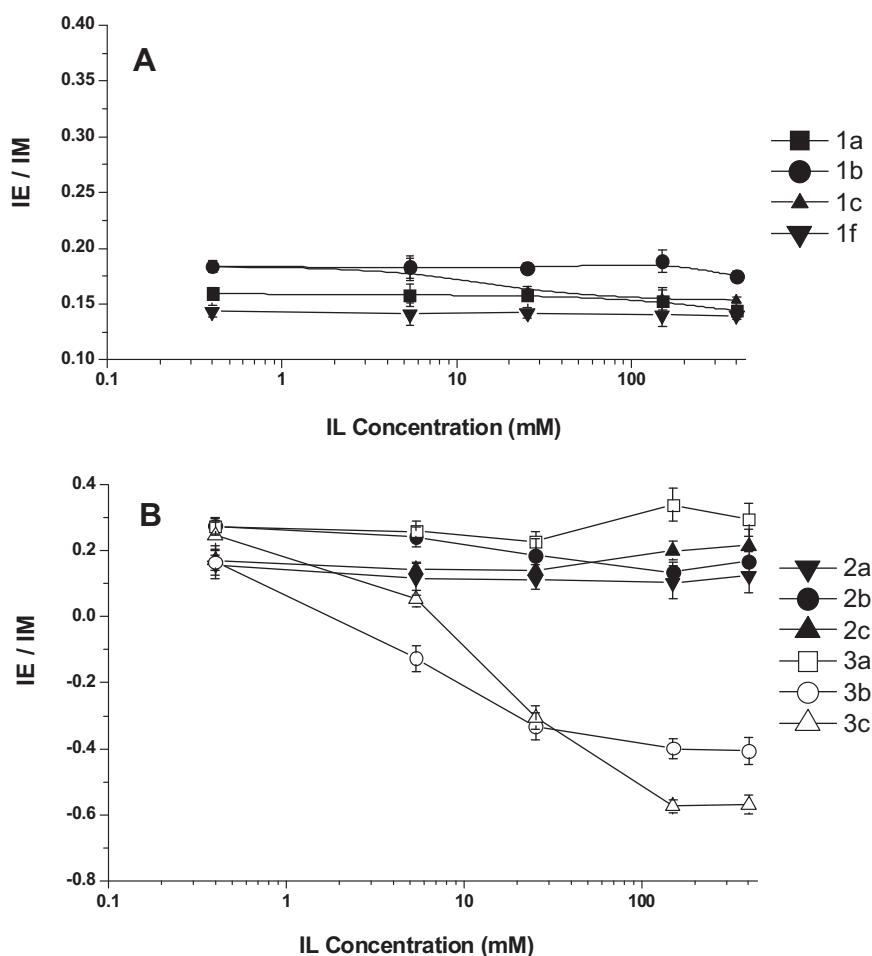 A
0.40
0.35
0.30
0.25
0.20
0.15
0.10
IE / IM
0.1 1 10 100
IL Concentration (mM)
1a
1b
1c
1f
B
0.4
0.2
0.0
-0.2
-0.4
-0.6
-0.8
IE / IM
0.1 1 10 100
IL Concentration (mM)
2a
2b
2c
3a
3b
3c